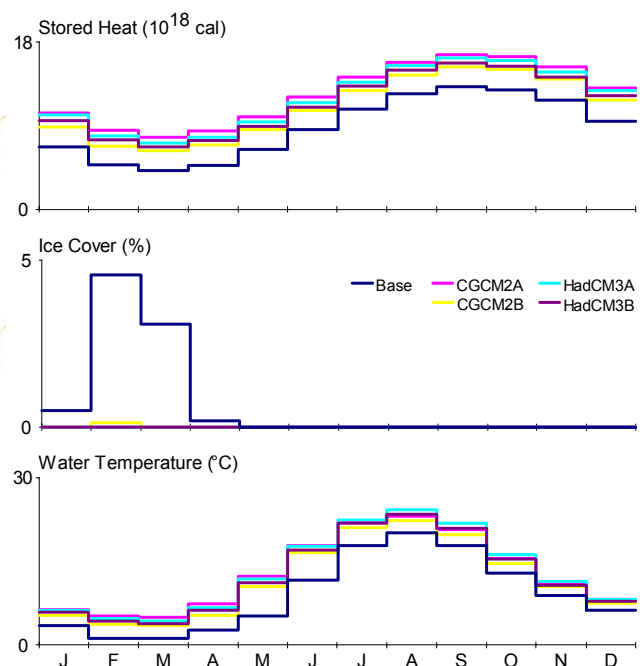 Stored Heat (10^18 cal)
18
0
Ice Cover (%)
5
Base CGCM2A HadCM3A
CGCM2B HadCM3B
0
Water Temperature (°C)
30
0
J F M A M J J A S O N D